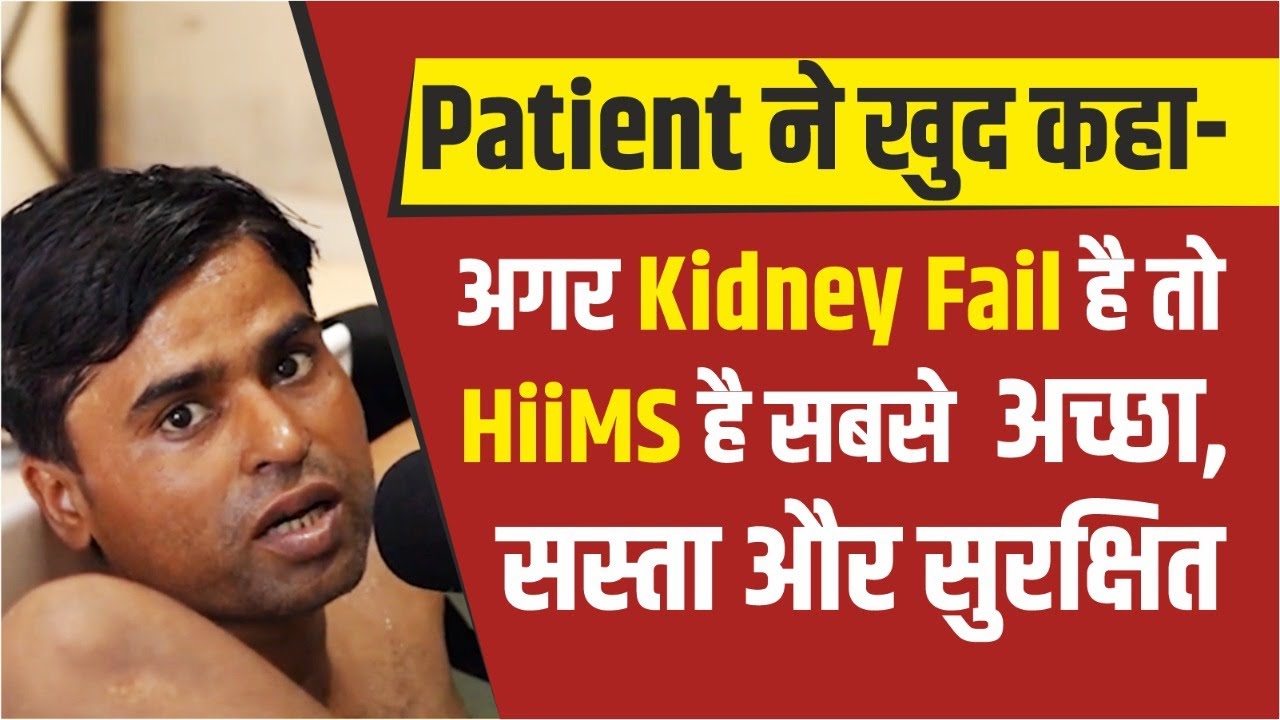 Patient ने खुद कहा-
अगर Kidney Fail है तो
HiiMS है सबसे अच्छा,
सस्ता और सुरक्षित